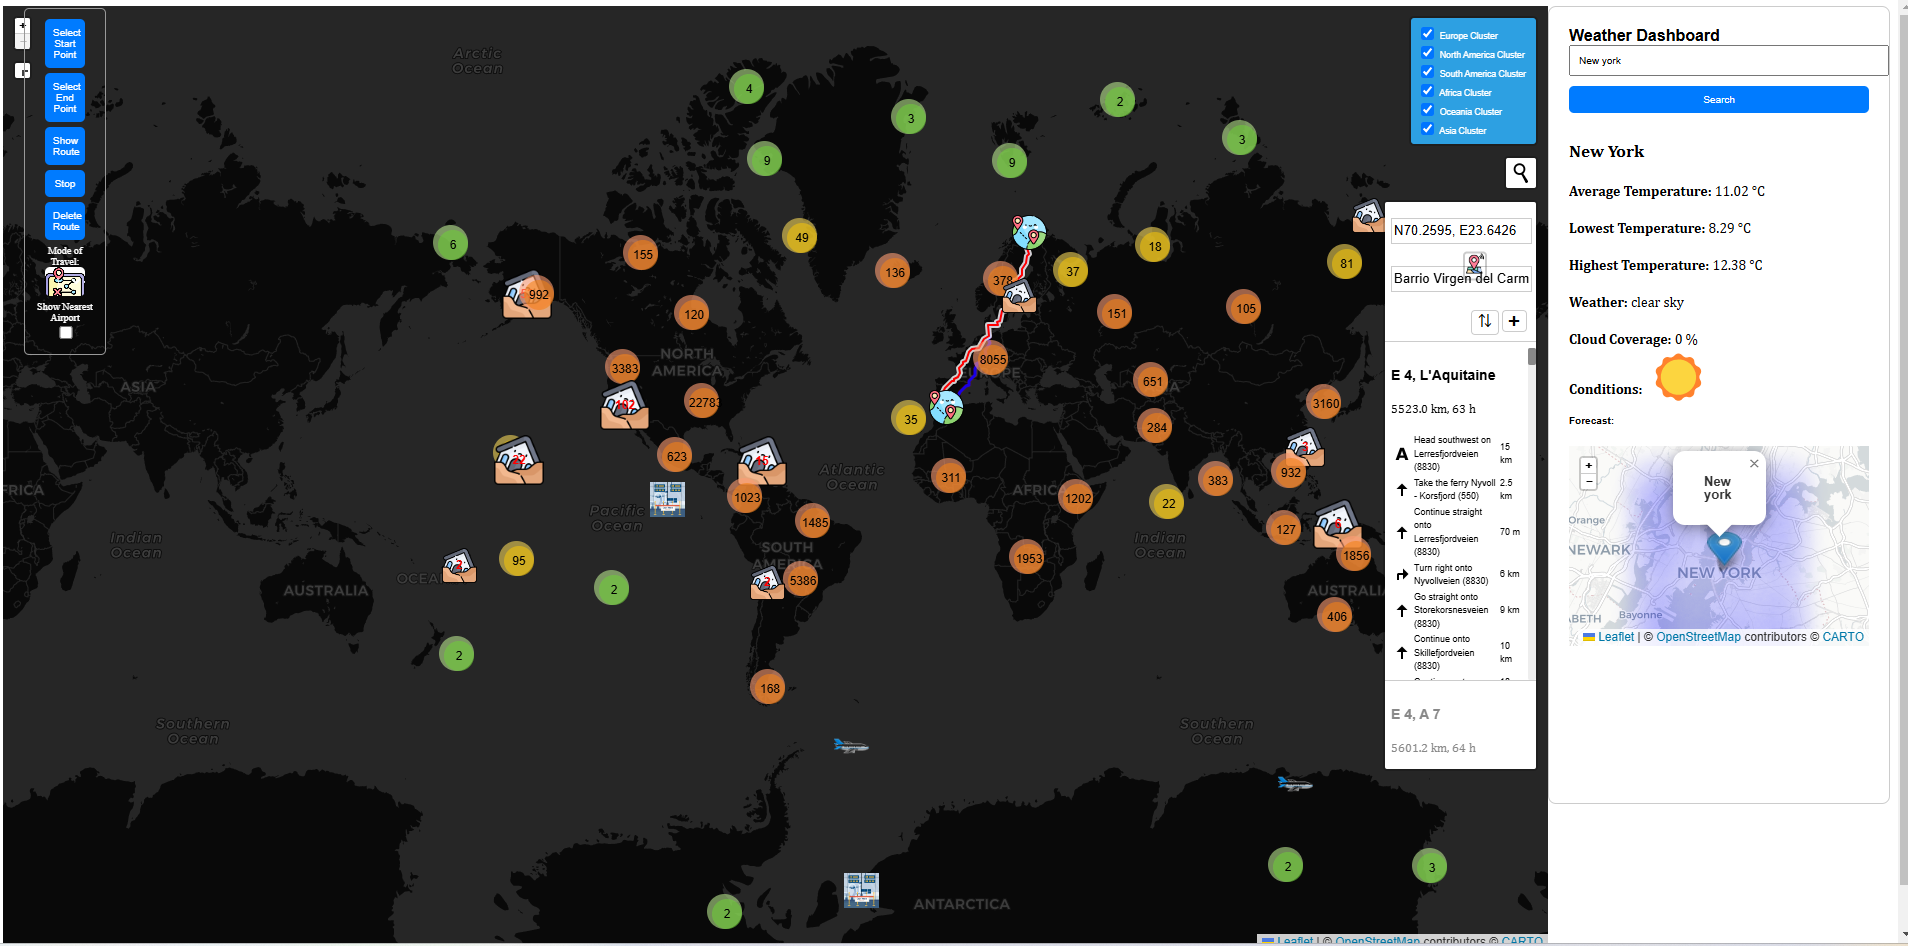 +
−
Select
Start
Point
Select
End
Point
Show
Route
Stop
Delete
Route
Mode of
Travel:
Show Nearest
Airport
Arctic
Ocean
4
3
2
3
9
9
6
49
155
136
18
37
81
378
992
120
151
105
NORTH
AMERICA
8055
EUROPE
3383
651
ASIA
102
22783
3160
35
284
623
Atlantic
Ocean
311
932
383
FRICA
1023
AFRICA
1202
22
Pacific
Ocean
1485
127
6
Indian
Ocean
Indian
Ocean
SOUTH
AMERICA
1953
1856
95
2
OCEA
2
5386
AUSTRALIA
2
AUSTRALIA
406
2
168
Southern
Ocean
Southern
Ocean
2
3
2
ANTARCTICA
Leaflet | © OpenStreetMap contributors © CARTO
Europe Cluster
North America Cluster
South America Cluster
Africa Cluster
Oceania Cluster
Asia Cluster
N70.2595, E23.6426
Barrio Virgen del Carm
+
E 4, L'Aquitaine
5523.0 km, 63 h
A Head southwest on Lerresfjordveien (8830) 15 km
Take the ferry Nyvoll - Korsfjord (550) 2.5 km
Continue straight onto Lerresfjordveien (8830) 70 m
Turn right onto Nyvollveien (8830) 6 km
Go straight onto Storekorsnesveien (8830) 9 km
Continue onto Skillefjordveien (8830) 10 km
E 4, A 7
5601.2 km, 64 h
Weather Dashboard
New york
Search
New York
Average Temperature: 11.02 °C
Lowest Temperature: 8.29 °C
Highest Temperature: 12.38 °C
Weather: clear sky
Cloud Coverage: 0 %
Conditions:
Forecast:
+
−
×
New
york
Orange
NEWARK
NEW YORK
Bayonne
ABETH
Leaflet | © OpenStreetMap contributors © CARTO